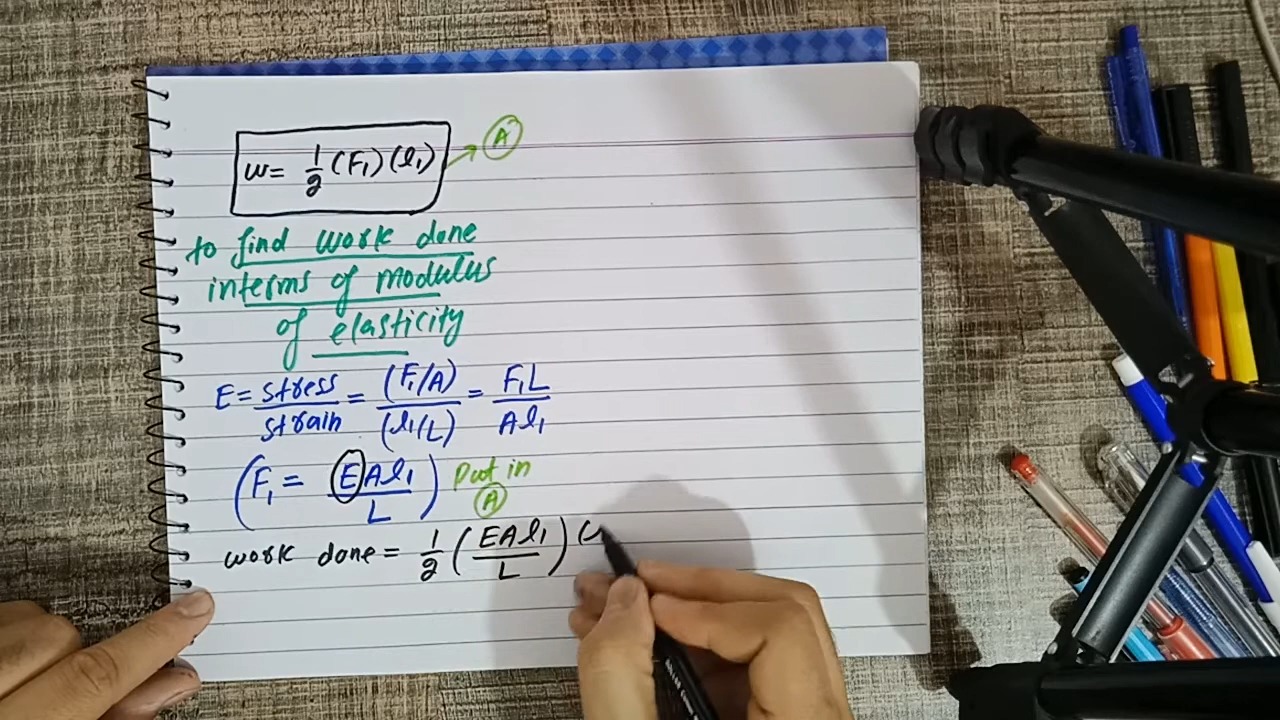 W = 1/2 (F₁) (l₁) → A
to find work done
interms of modulus
of elasticity
E = stress/strain = (F₁/A)/(l₁/L) = F₁L/Al₁
(F₁ = EAl₁/L) Put in A
work done = 1/2 (EAl₁/L) (